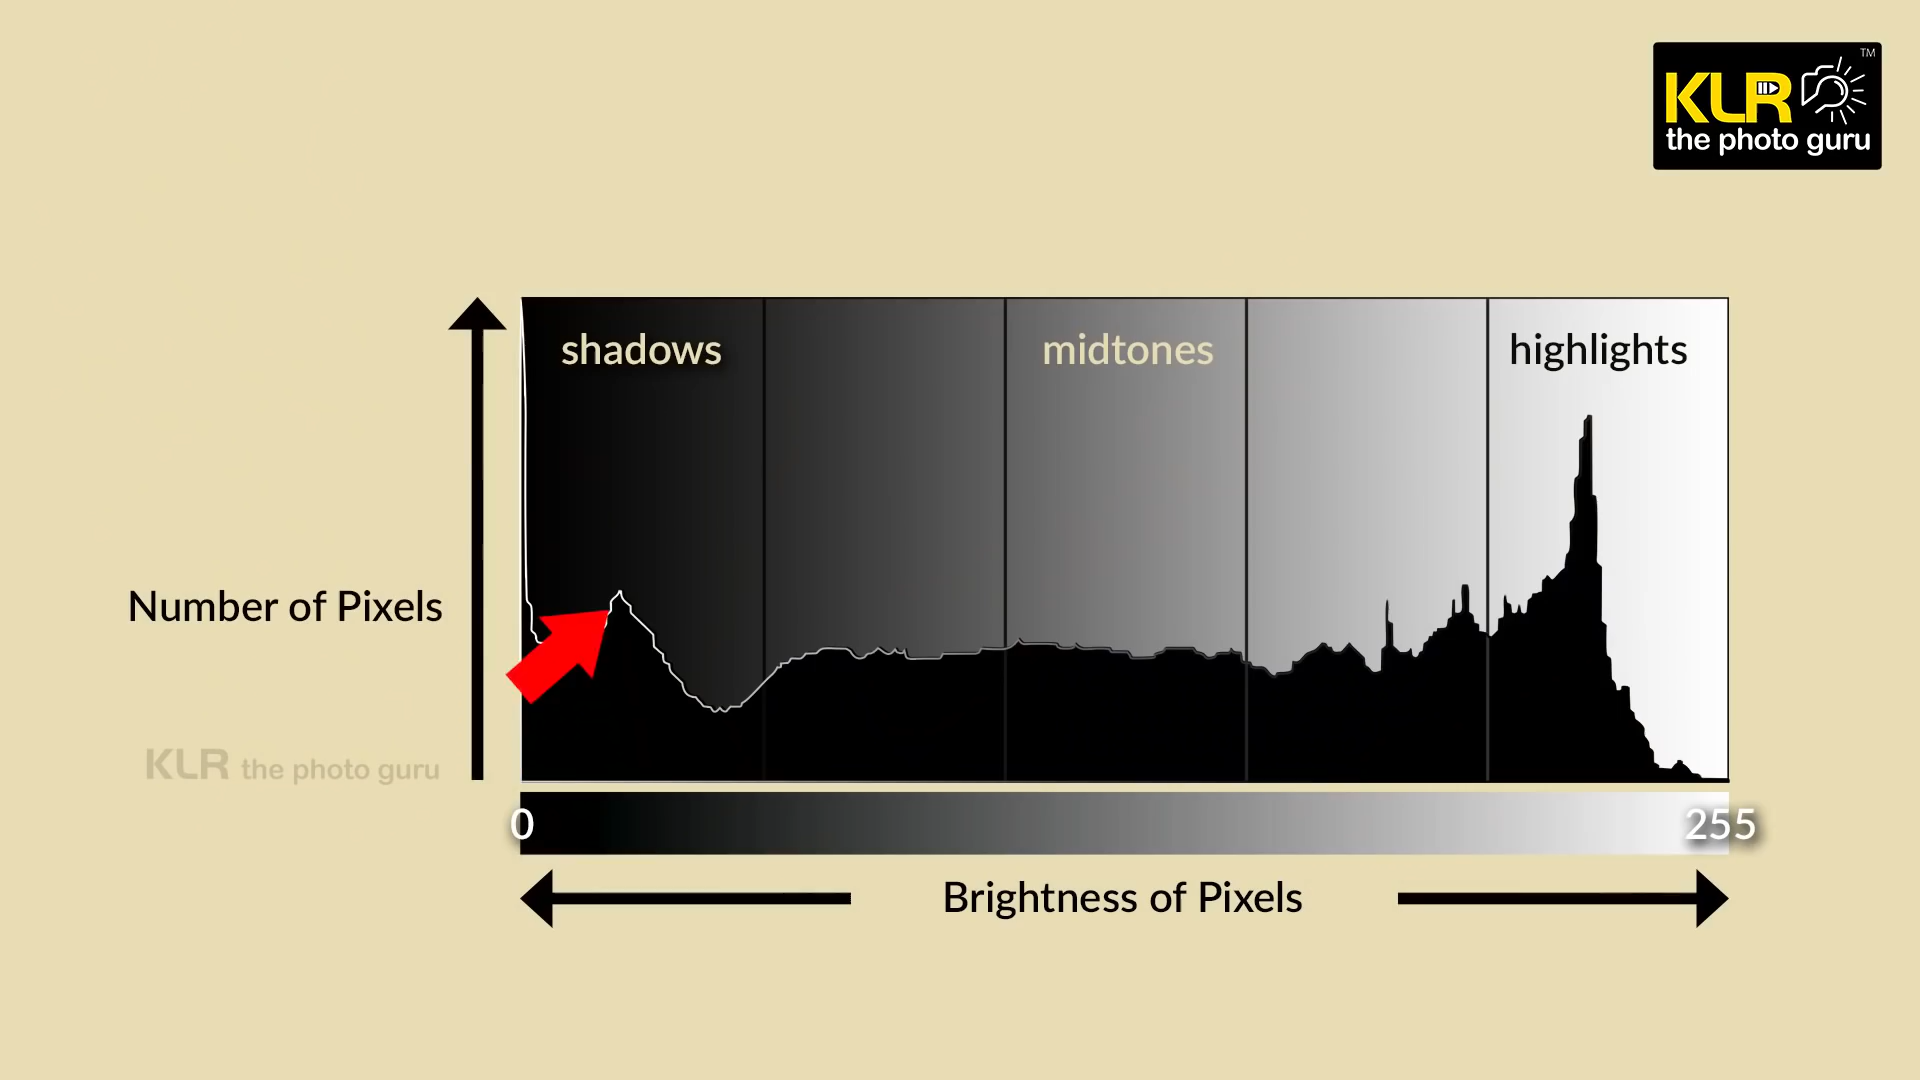 TM
KLR
the photo guru
shadows
midtones
highlights
Number of Pixels
KLR the photo guru
0
255
Brightness of Pixels